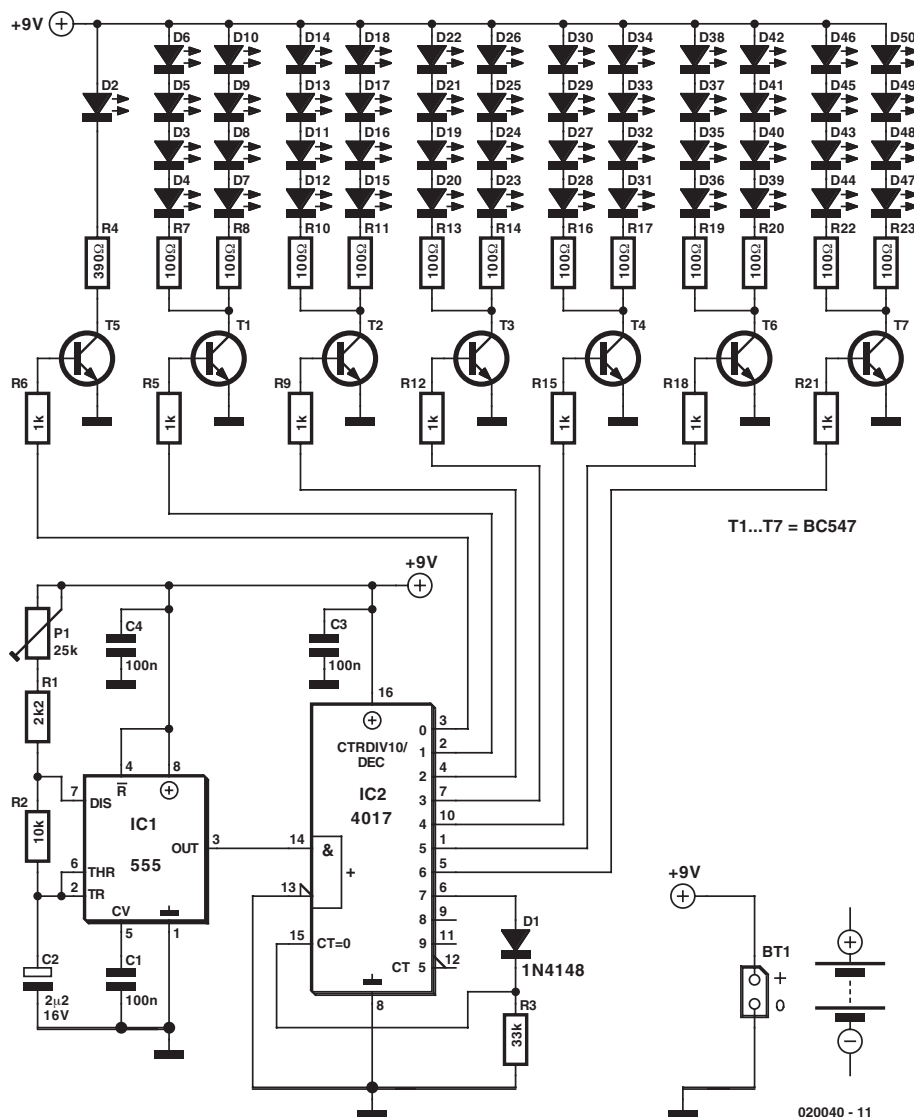 +9V
D6 D10 D14 D18 D22 D26 D30 D34 D38 D42 D46 D50
D2 D5 D9 D13 D17 D21 D25 D29 D33 D37 D41 D45 D49
D3 D8 D11 D16 D19 D24 D27 D32 D35 D40 D43 D48
D4 D7 D12 D15 D20 D23 D28 D31 D36 D39 D44 D47
R4 R7 R8 R10 R11 R13 R14 R16 R17 R19 R20 R22 R23
390Ω 100Ω 100Ω 100Ω 100Ω 100Ω 100Ω 100Ω 100Ω 100Ω 100Ω 100Ω 100Ω
T5 T1 T2 T3 T4 T6 T7
R6 R5 R9 R12 R15 R18 R21
1k 1k 1k 1k 1k 1k 1k
T1...T7 = BC547
+9V
P1
25k
C4
100n
C3
100n
R1
2k2
R2
10k
4 8
R
7 DIS
IC1
555
OUT 3
6 THR
2 TR
CV
5 1
C2
2µ2
16V
C1
100n
16
CTRDIV10/
DEC
IC2
4017
14 &
+
13
15 CT=0
8
0 3
1 2
2 4
3 7
4 10
5 1
6 5
7 6
8 9
9 11
CT 5 12
D1
1N4148
R3
33k
+9V
BT1
+
0
020040 - 11